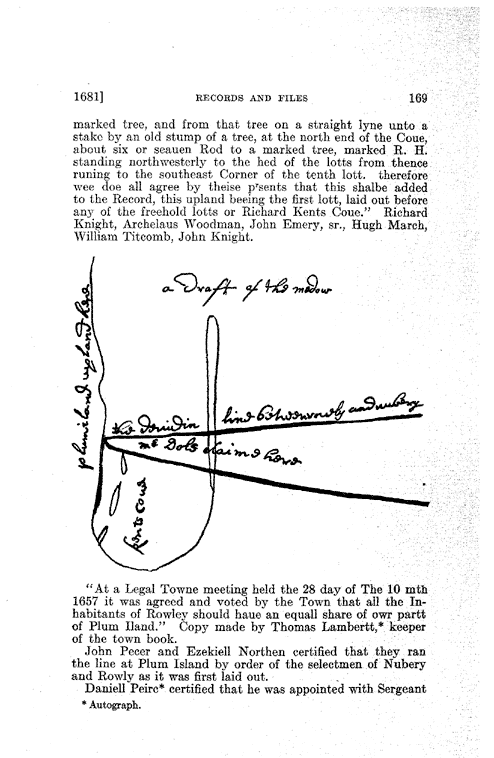 1681]	RECORDS AND FILES	169
marked tree, and from that tree on a straight lyne unto a
stake by an old stump of a tree, at the north end of the Coue,
about six or seauen Rod to a marked tree, marked R. H.
standing northwesterly to the hed of the lotts from thence
runing to the southeast Corner of the tenth lott. therefore
wee doe all agree by theise pʳsents that this shalbe added
to the Record, this upland beeing the first lott, laid out before
any of the freehold lotts or Richard Kents Coue." Richard
Knight, Archelaus Woodman, John Emery, sr., Hugh March,
William Titcomb, John Knight.
a Draft of the medow
plum iland upland here
the deuidin line betwen rowly and nubery
mr Dole claims here
kents coue
"At a Legal Towne meeting held the 28 day of The 10 mth
1657 it was agreed and voted by the Town that all the In-
habitants of Rowley should haue an equall share of owr partt
of Plum Iland." Copy made by Thomas Lambertt,* keeper
of the town book.
John Pecer and Ezekiell Northen certified that they ran
the line at Plum Island by order of the selectmen of Nubery
and Rowly as it was first laid out.
Daniell Peirc* certified that he was appointed with Sergeant
* Autograph.